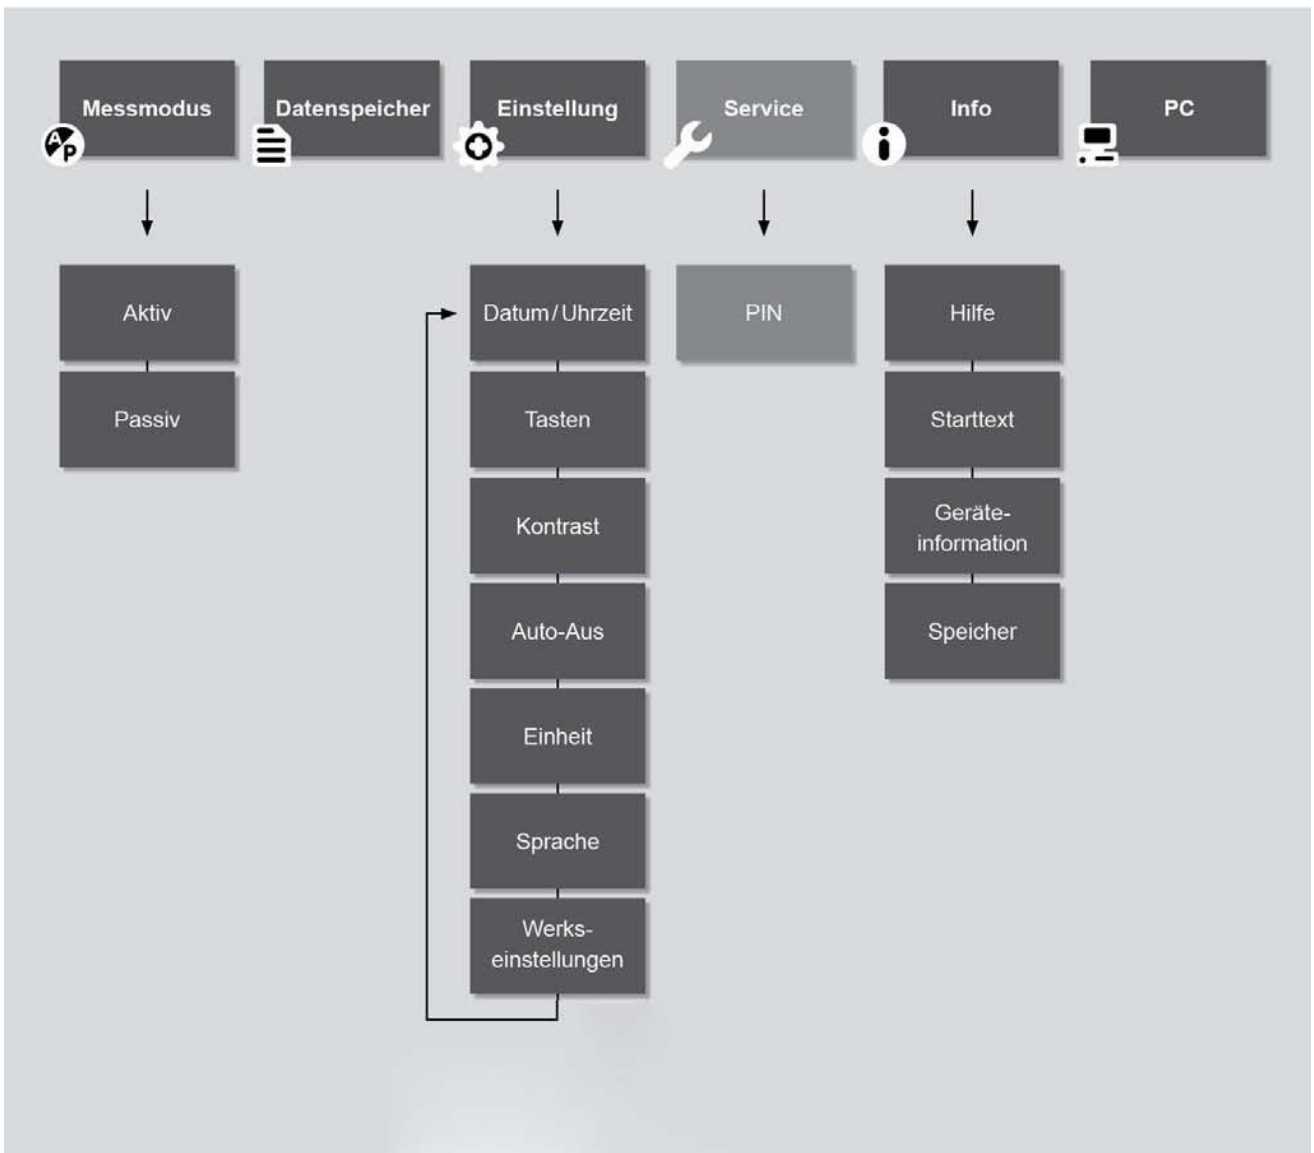 Messmodus
Datenspeicher
Einstellung
Service
Info
PC
A
P
Aktiv
Passiv
Datum/Uhrzeit
Tasten
Kontrast
Auto-Aus
Einheit
Sprache
Werks-
einstellungen
PIN
Hilfe
Starttext
Geräte-
information
Speicher